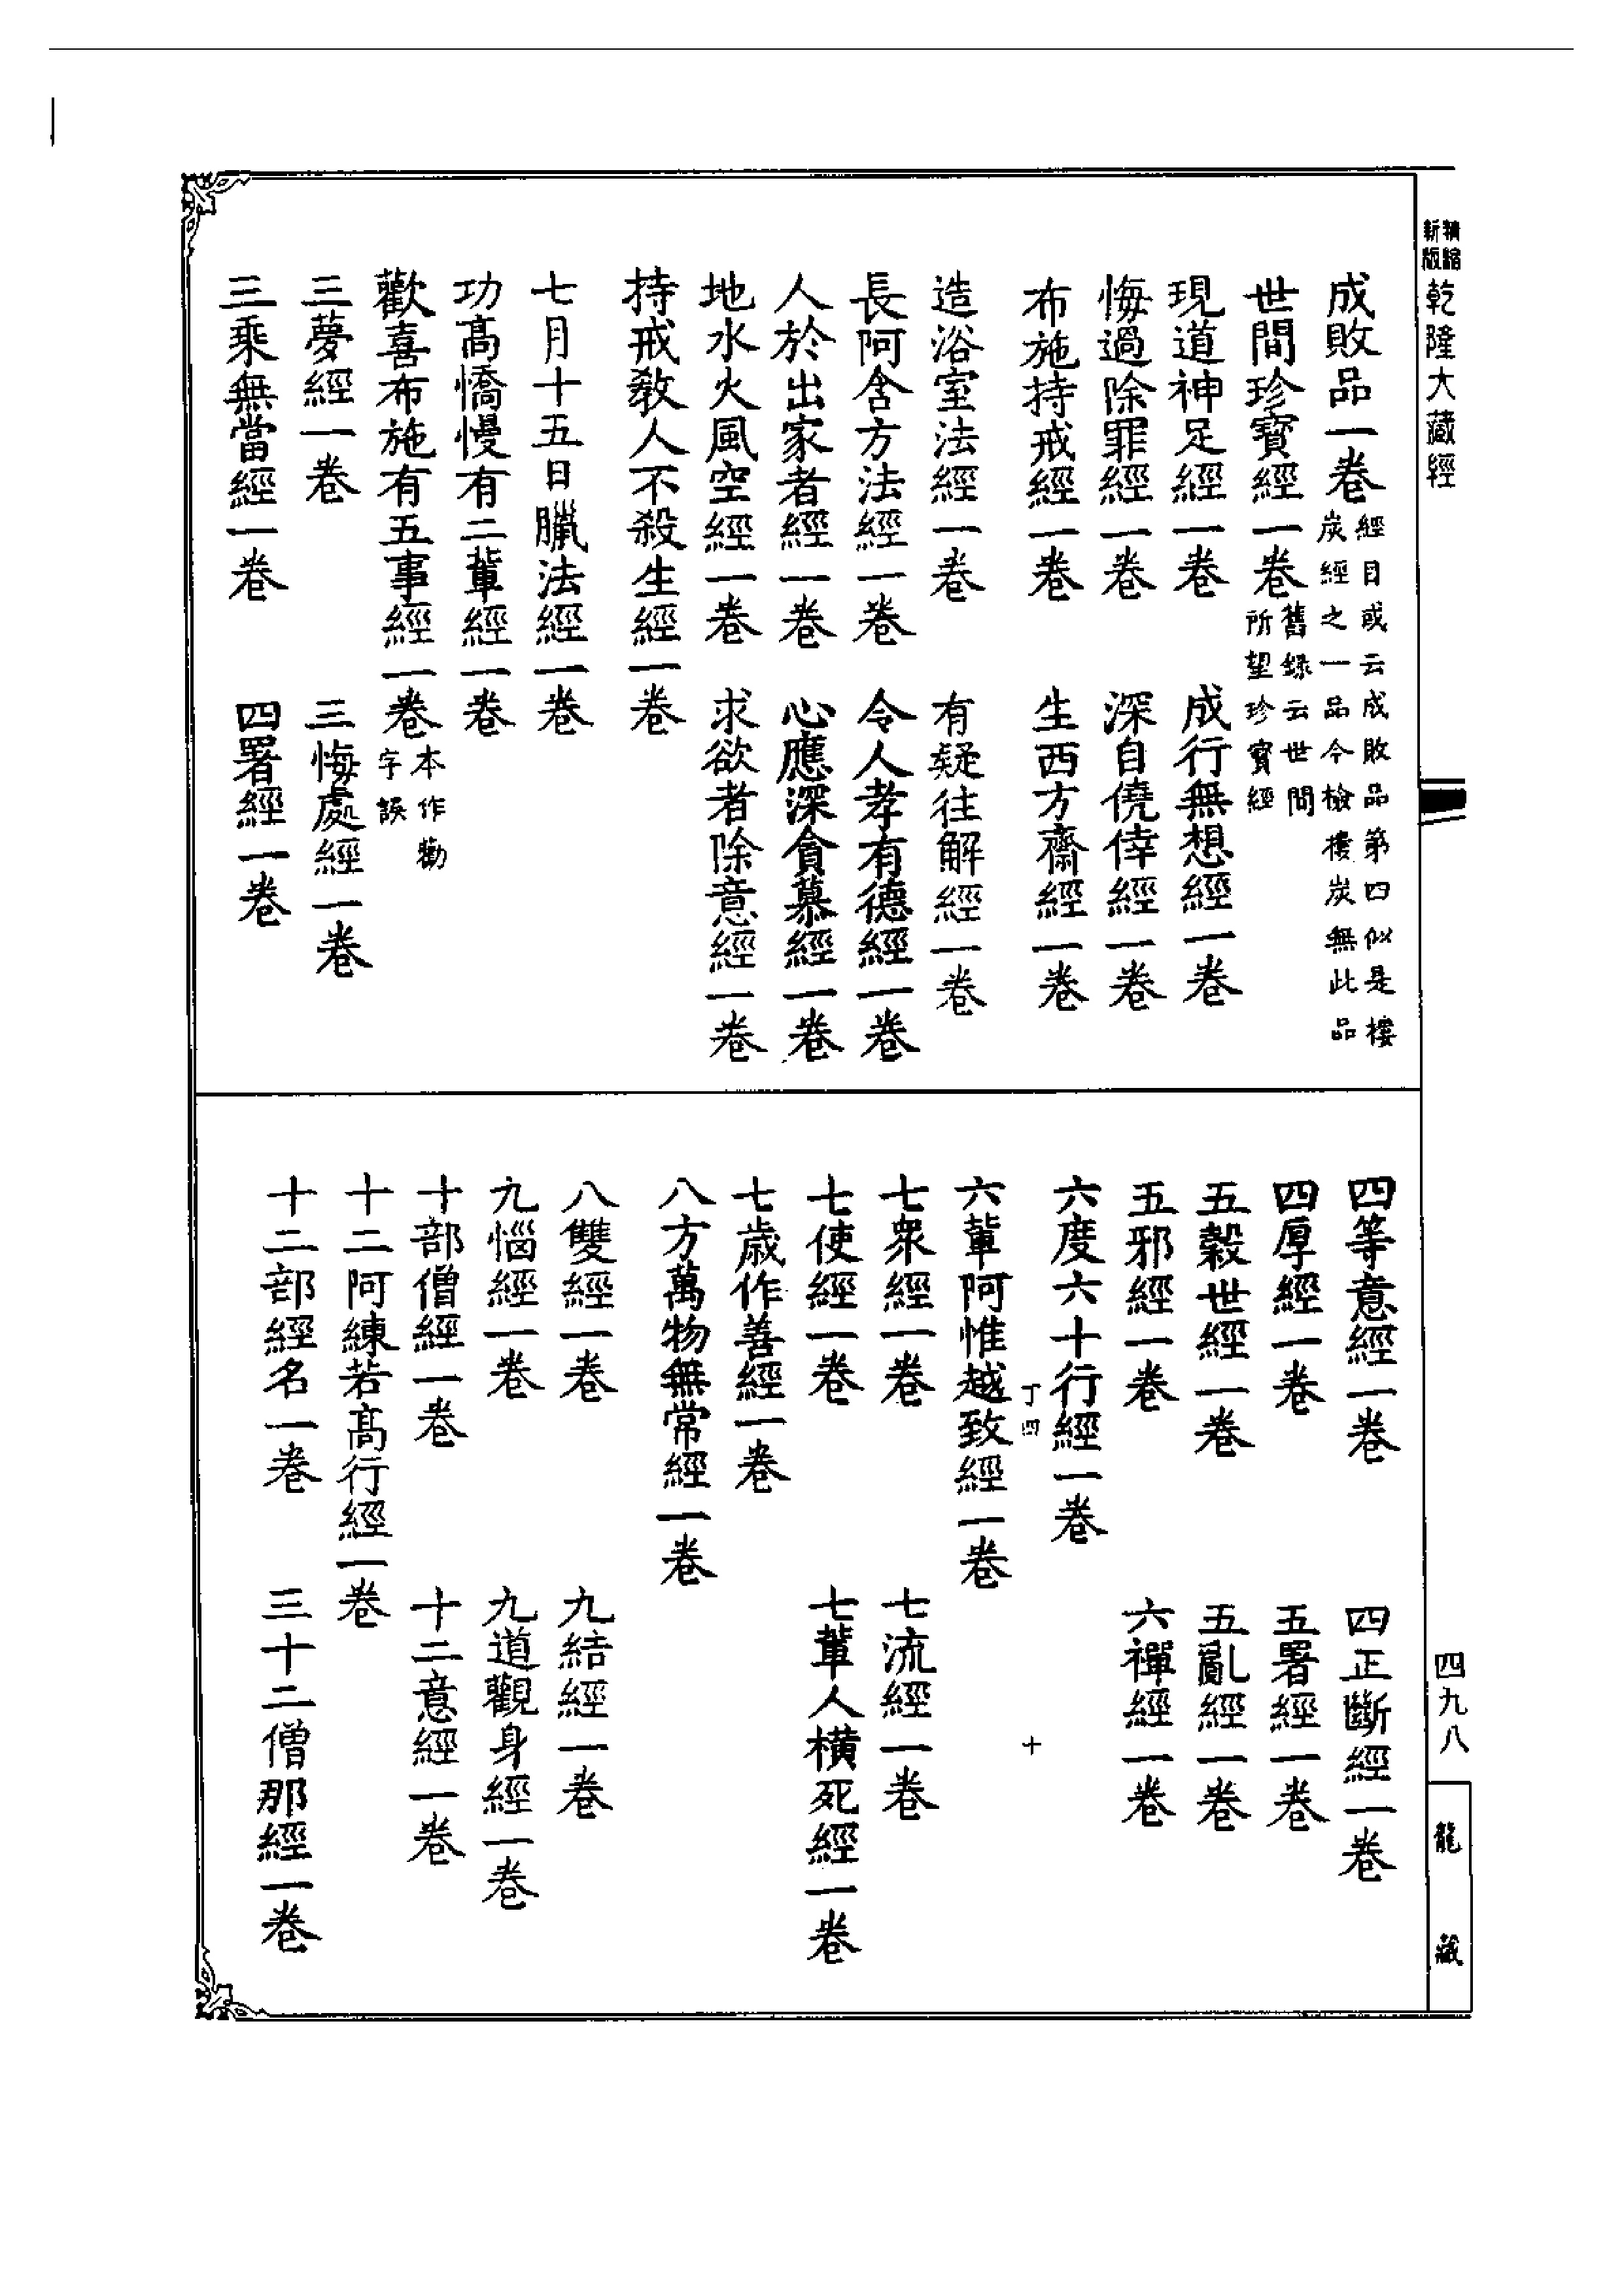 精縮新版乾隆大藏經
成敗品一卷經目或云成敗品第四似是樓炭經之一品今檢樓炭無此品
世間珍寶經一卷舊録云世間所望珍寶經
現道神足經一卷　成行無想經一卷
悔過除罪經一卷　深自僥倖經一卷
布施持戒經一卷　生西方齋經一卷
造浴室法經一卷　有疑往解經一卷
長阿含方法經一卷　令人孝有德經一卷
人於出家者經一卷　心應深貪慕經一卷
地水火風空經一卷　求欲者除意經一卷
持戒教人不殺生經一卷
七月十五日臘法經一卷
功高憍慢有二輩經一卷
歡喜布施有五事經一卷本作勸字誤
三夢經一卷　三悔處經一卷
三乘無當經一卷　四署經一卷
四等意經一卷　四正斷經一卷
四厚經一卷　五署經一卷
五穀世經一卷　五亂經一卷
五邪經一卷　六禪經一卷
六度六十行經一卷
丁四　十
六輩阿惟越致經一卷
七衆經一卷　七流經一卷
七使經一卷　七輩人橫死經一卷
七歲作善經一卷
八方萬物無常經一卷
八雙經一卷　九結經一卷
九惱經一卷　九道觀身經一卷
十部僧經一卷　十二意經一卷
十二阿練若高行經一卷
十二部經名一卷　三十二僧那經一卷
四九八
龍藏